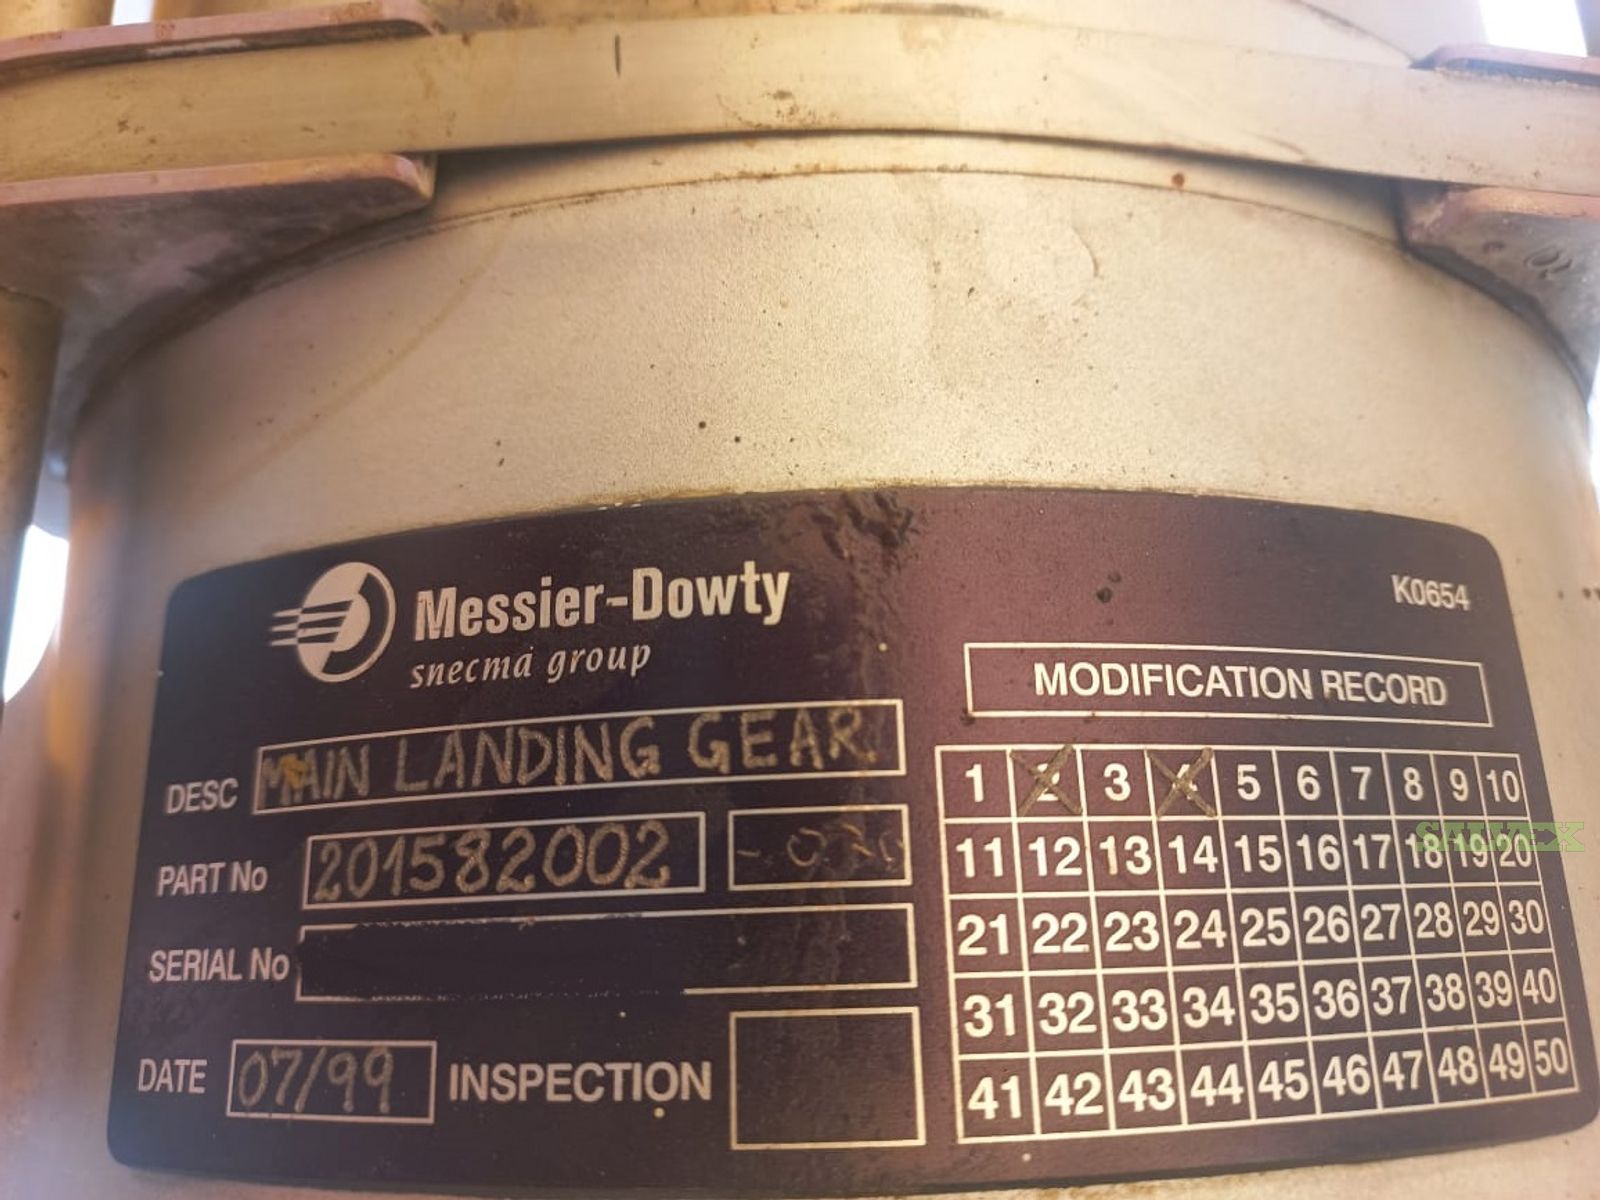 Messier-Dowty
snecma group
K0654
MODIFICATION RECORD
DESC MAIN LANDING GEAR
PART No 201582002
SERIAL No
DATE 07/99 INSPECTION
1 2 3 4 5 6 7 8 9 10
11 12 13 14 15 16 17 18 19 20
21 22 23 24 25 26 27 28 29 30
31 32 33 34 35 36 37 38 39 40
41 42 43 44 45 46 47 48 49 50
SALVEX